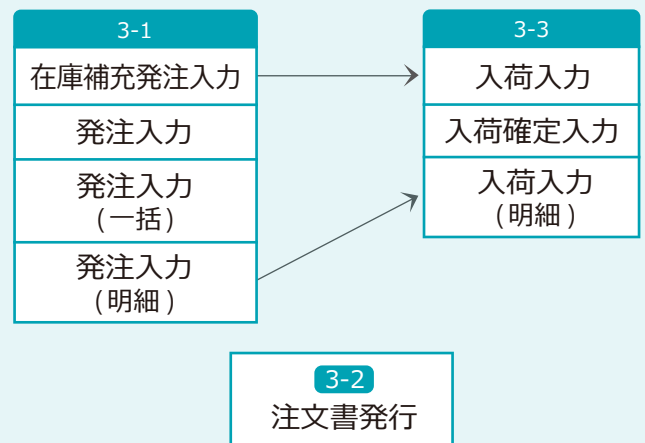 3-1
在庫補充発注入力
発注入力
発注入力
(一括)
発注入力
(明細)
3-3
入荷入力
入荷確定入力
入荷入力
(明細)
3-2
注文書発行